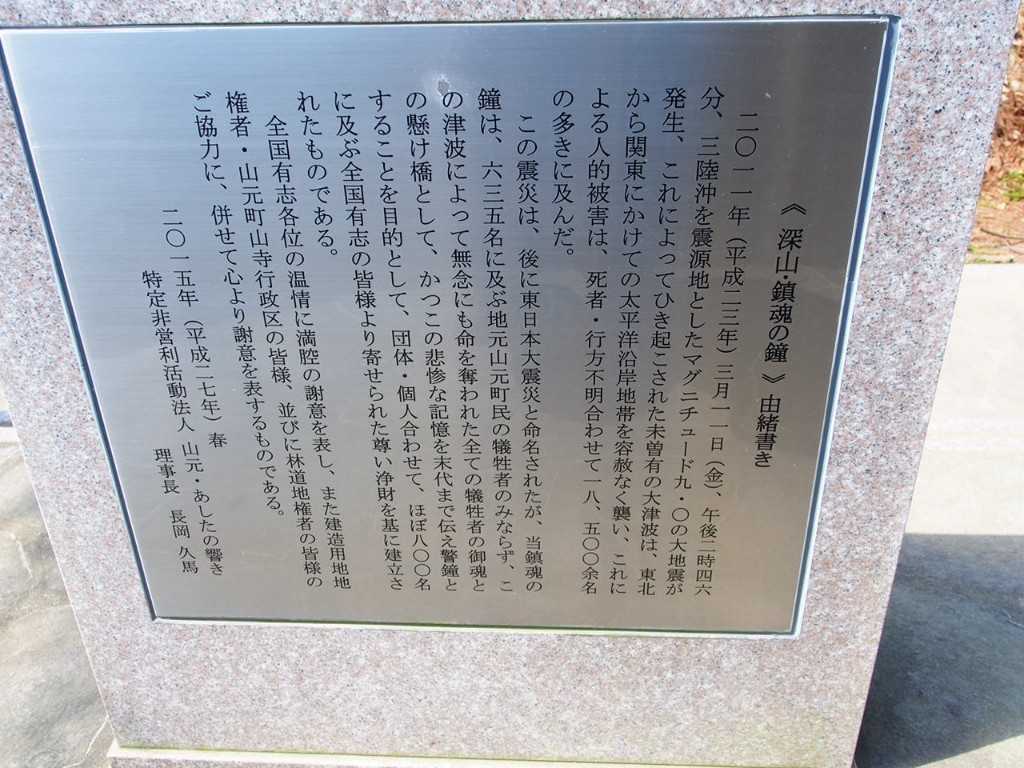 《 深山・鎮魂の鐘 》 由緒書き
二〇一一年（平成二三年）三月一一日（金）、午後二時四六
分、三陸沖を震源地としたマグニチュード九・〇の大地震が
発生、これによってひき起こされた未曽有の大津波は、東北
から関東にかけての太平洋沿岸地帯を容赦なく襲い、これに
よる人的被害は、死者・行方不明合わせて一八、五〇〇余名
の多きに及んだ。
この震災は、後に東日本大震災と命名されたが、当鎮魂の
鐘は、六三五名に及ぶ地元山元町民の犠牲者のみならず、こ
の津波によって無念にも命を奪われた全ての犠牲者の御魂と
の懸け橋として、かつこの悲惨な記憶を末代まで伝え警鐘と
することを目的として、団体・個人合わせて、ほぼ八〇〇名
に及ぶ全国有志の皆様より寄せられた尊い浄財を基に建立さ
れたものである。
全国有志各位の温情に満腔の謝意を表し、また建造用地地
権者・山元町山寺行政区の皆様、並びに林道地権者の皆様の
ご協力に、併せて心より謝意を表するものである。
二〇一五年（平成二七年）春
特定非営利活動法人 山元・あしたの響き
理事長 長岡 久馬